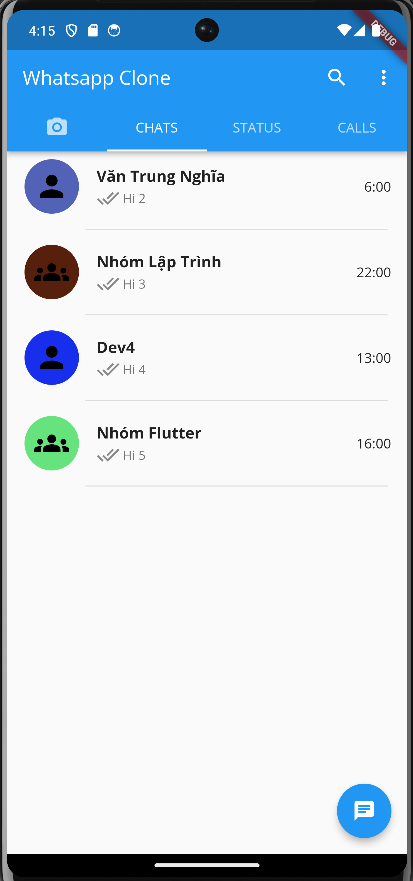 4:15
DEBUG
Whatsapp Clone
CHATS
STATUS
CALLS
Văn Trung Nghĩa
6:00
Hi 2
Nhóm Lập Trình
22:00
Hi 3
Dev4
13:00
Hi 4
Nhóm Flutter
16:00
Hi 5